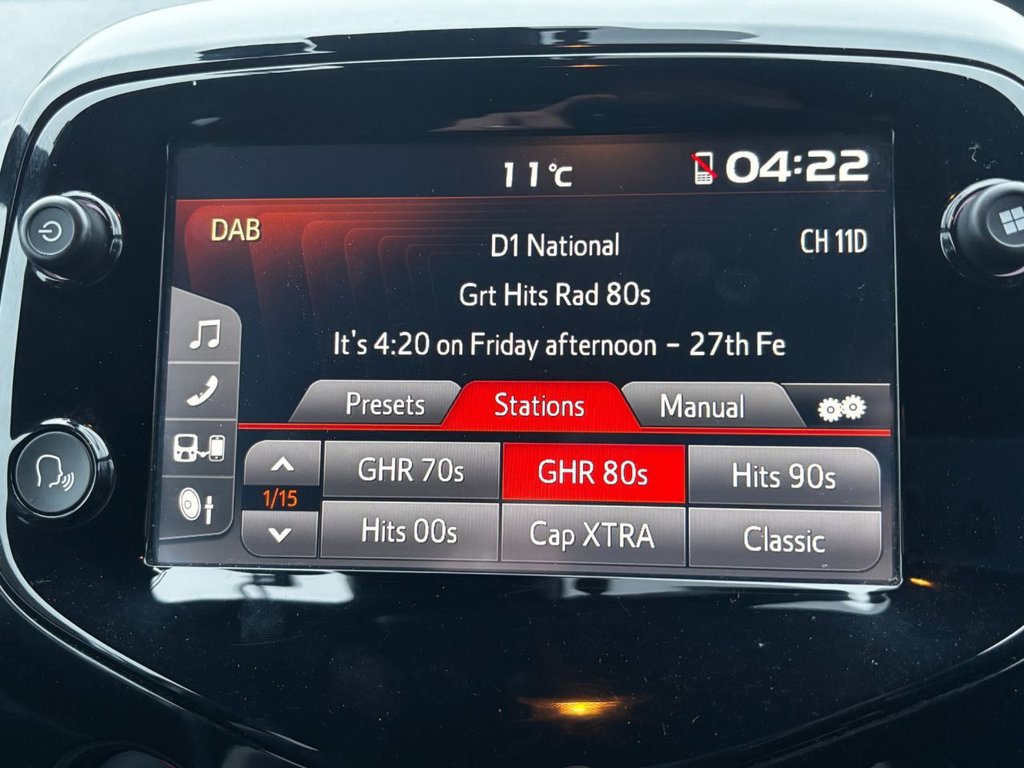 11°C 04:22
DAB
D1 National CH 11D
Grt Hits Rad 80s
It's 4:20 on Friday afternoon - 27th Fe
Presets Stations Manual
GHR 70s GHR 80s Hits 90s
1/15
Hits 00s Cap XTRA Classic